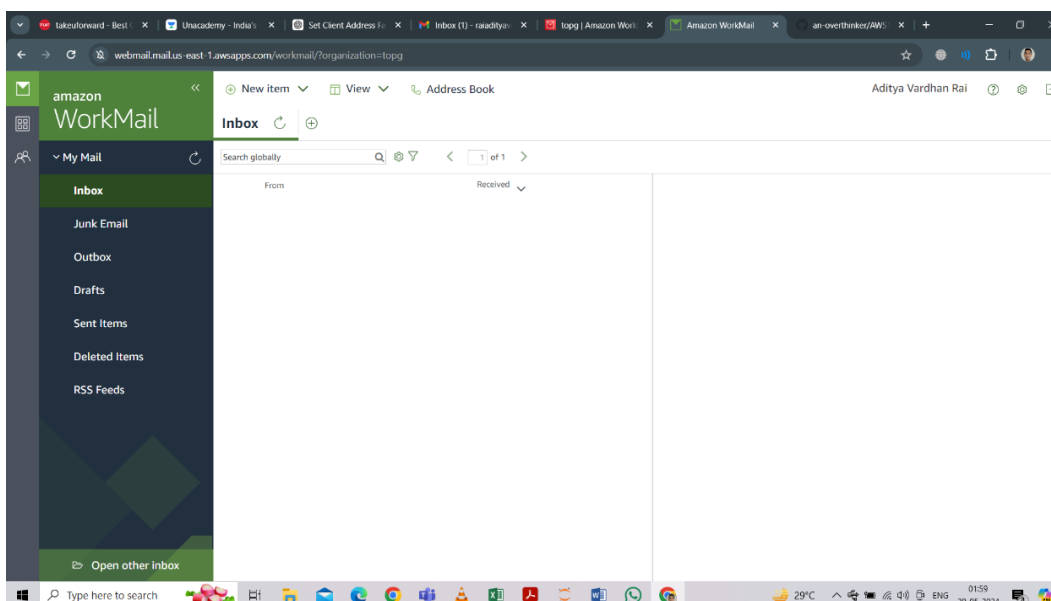 takeuforward - Best
Unacademy - India's
Set Client Address Fe
Inbox (1) - raiadityav
topg | Amazon Work
Amazon WorkMail
an-overthinker/AWS
webmail.mail.us-east-1.awsapps.com/workmail/?organization=topg
amazon
WorkMail
New item
View
Address Book
Aditya Vardhan Rai
Inbox
My Mail
Search globally
1 of 1
From
Received
Inbox
Junk Email
Outbox
Drafts
Sent Items
Deleted Items
RSS Feeds
Open other inbox
Type here to search
29°C
ENG
01:59